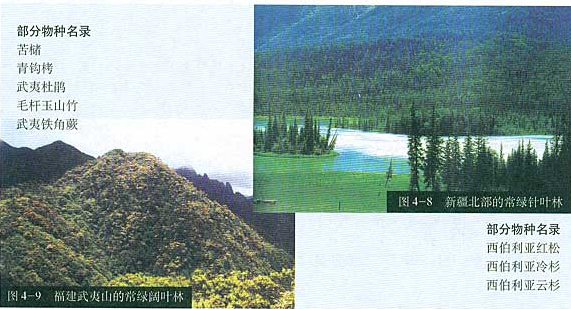 部分物种名录
苦槠
青钩栲
武夷杜鹃
毛杆玉山竹
武夷铁角蕨
图4-8 新疆北部的常绿针叶林
部分物种名录
西伯利亚红松
西伯利亚冷杉
西伯利亚云杉
图4-9 福建武夷山的常绿阔叶林